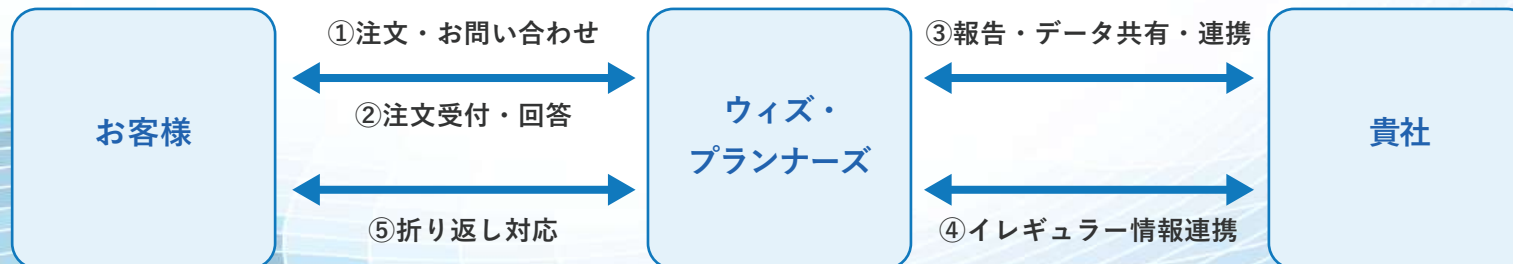 ①注文・お問い合わせ
③報告・データ共有・連携
お客様
②注文受付・回答
ウィズ・
プランナーズ
貴社
⑤折り返し対応
④イレギュラー情報連携